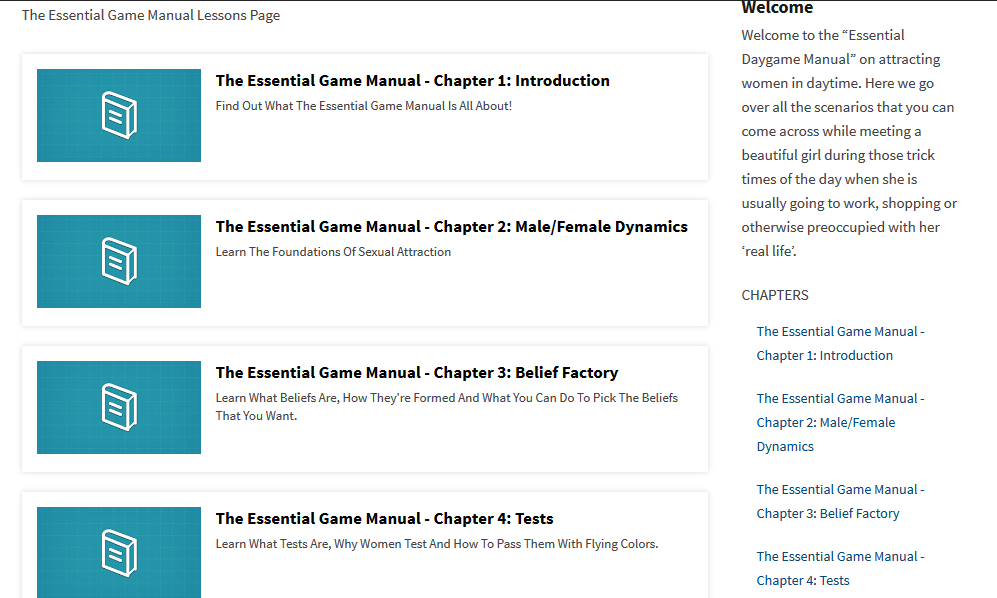 The Essential Game Manual Lessons Page
The Essential Game Manual - Chapter 1: Introduction
Find Out What The Essential Game Manual Is All About!
The Essential Game Manual - Chapter 2: Male/Female Dynamics
Learn The Foundations Of Sexual Attraction
The Essential Game Manual - Chapter 3: Belief Factory
Learn What Beliefs Are, How They're Formed And What You Can Do To Pick The Beliefs
That You Want.
The Essential Game Manual - Chapter 4: Tests
Learn What Tests Are, Why Women Test And How To Pass Them With Flying Colors.
Welcome
Welcome to the “Essential
Daygame Manual” on attracting
women in daytime. Here we go
over all the scenarios that you can
come across while meeting a
beautiful girl during those trick
times of the day when she is
usually going to work, shopping or
otherwise preoccupied with her
‘real life’.
CHAPTERS
The Essential Game Manual -
Chapter 1: Introduction
The Essential Game Manual -
Chapter 2: Male/Female
Dynamics
The Essential Game Manual -
Chapter 3: Belief Factory
The Essential Game Manual -
Chapter 4: Tests